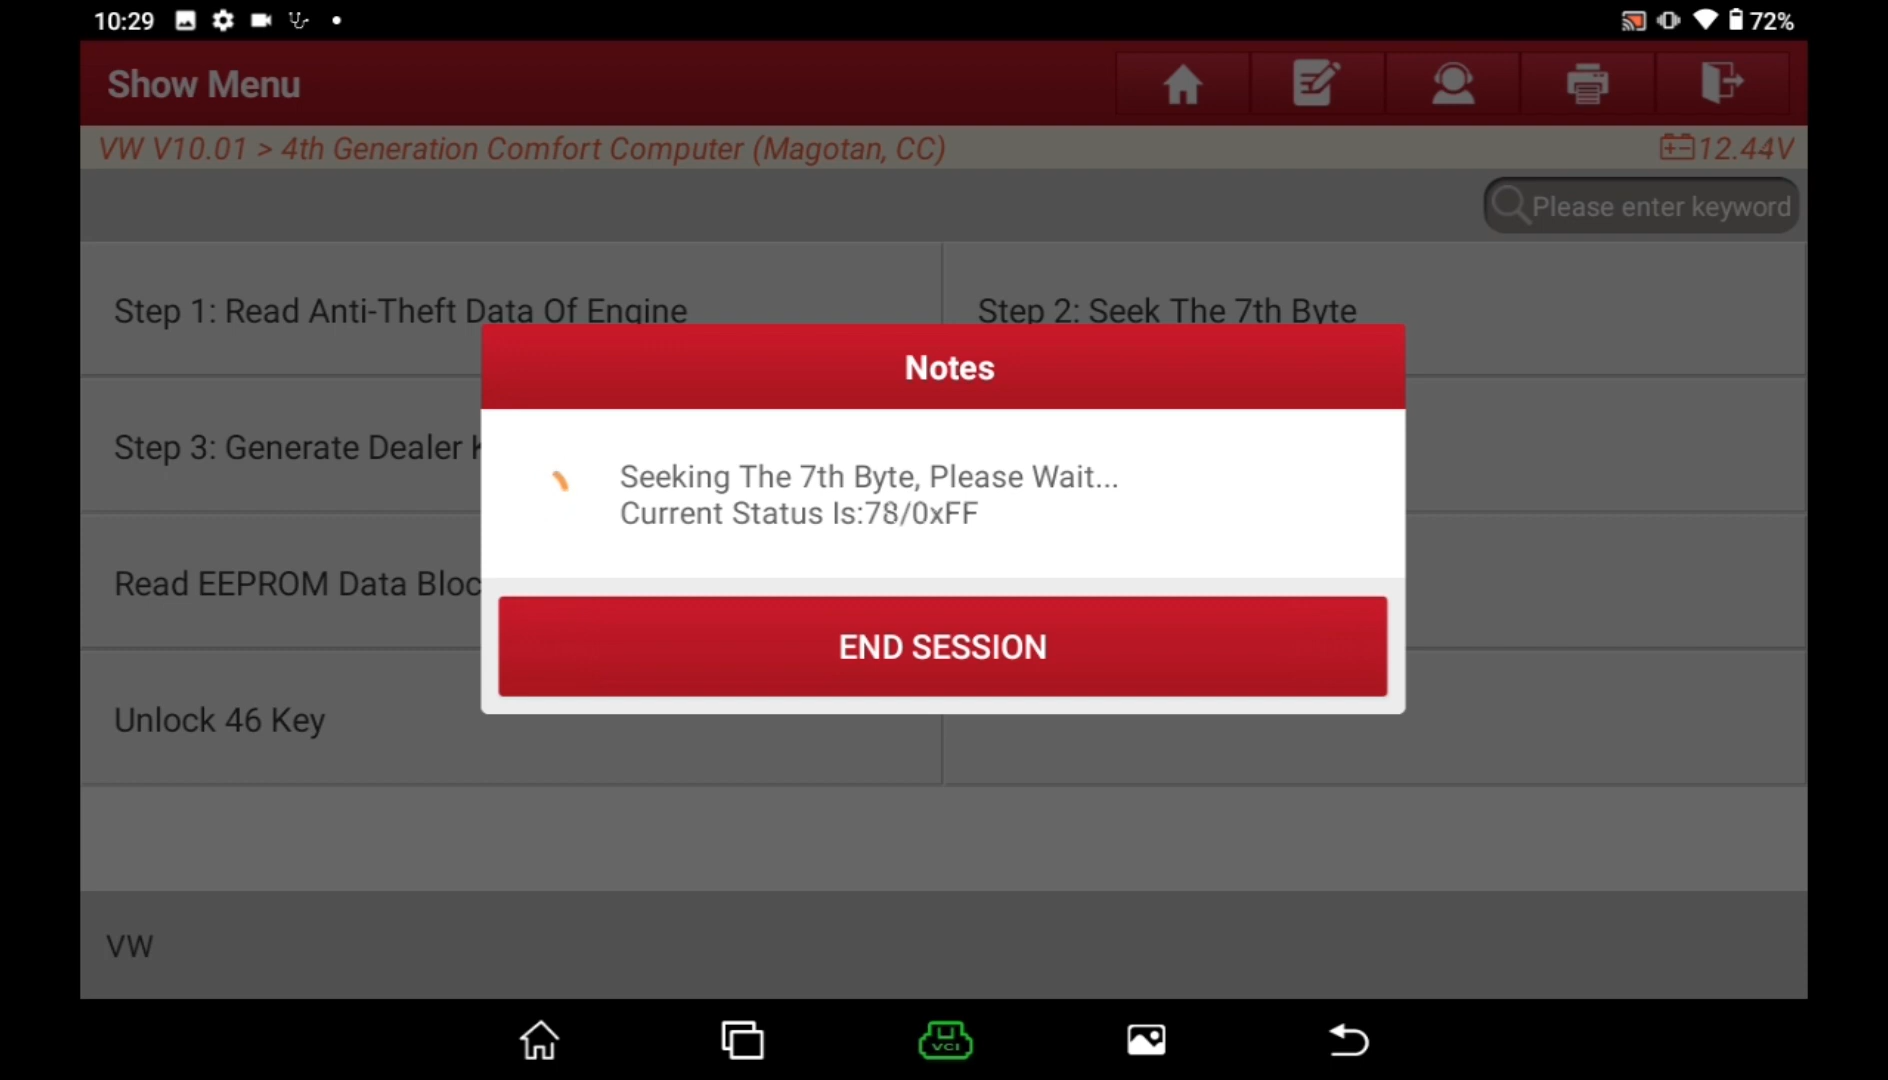 10:29
72%
Show Menu
VW V10.01 > 4th Generation Comfort Computer (Magotan, CC)
12.44V
Please enter keyword
Step 1: Read Anti-Theft Data Of Engine
Step 2: Seek The 7th Byte
Notes
Step 3: Generate Dealer
Seeking The 7th Byte, Please Wait...
Current Status Is:78/0xFF
Read EEPROM Data Bloc
END SESSION
Unlock 46 Key
VW
VCI